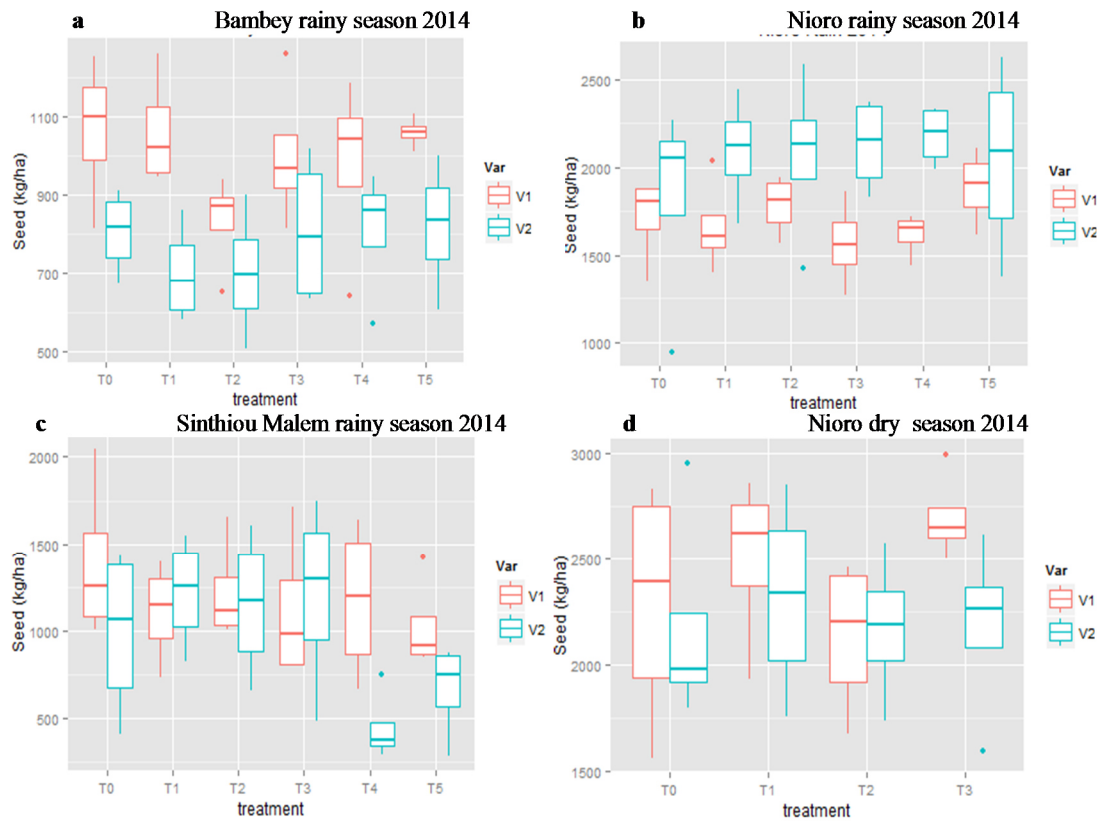 a Bambey rainy season 2014
Seed (kg/ha)
1100
900
700
500
T0 T1 T2 T3 T4 T5
treatment
Var
V1
V2
b Nioro rainy season 2014
Seed (kg/ha)
2500
2000
1500
1000
T0 T1 T2 T3 T4 T5
treatment
Var
V1
V2
c Sinthiou Malem rainy season 2014
Seed (kg/ha)
2000
1500
1000
500
T0 T1 T2 T3 T4 T5
treatment
Var
V1
V2
d Nioro dry season 2014
Seed (kg/ha)
3000
2500
2000
1500
T0 T1 T2 T3
treatment
Var
V1
V2